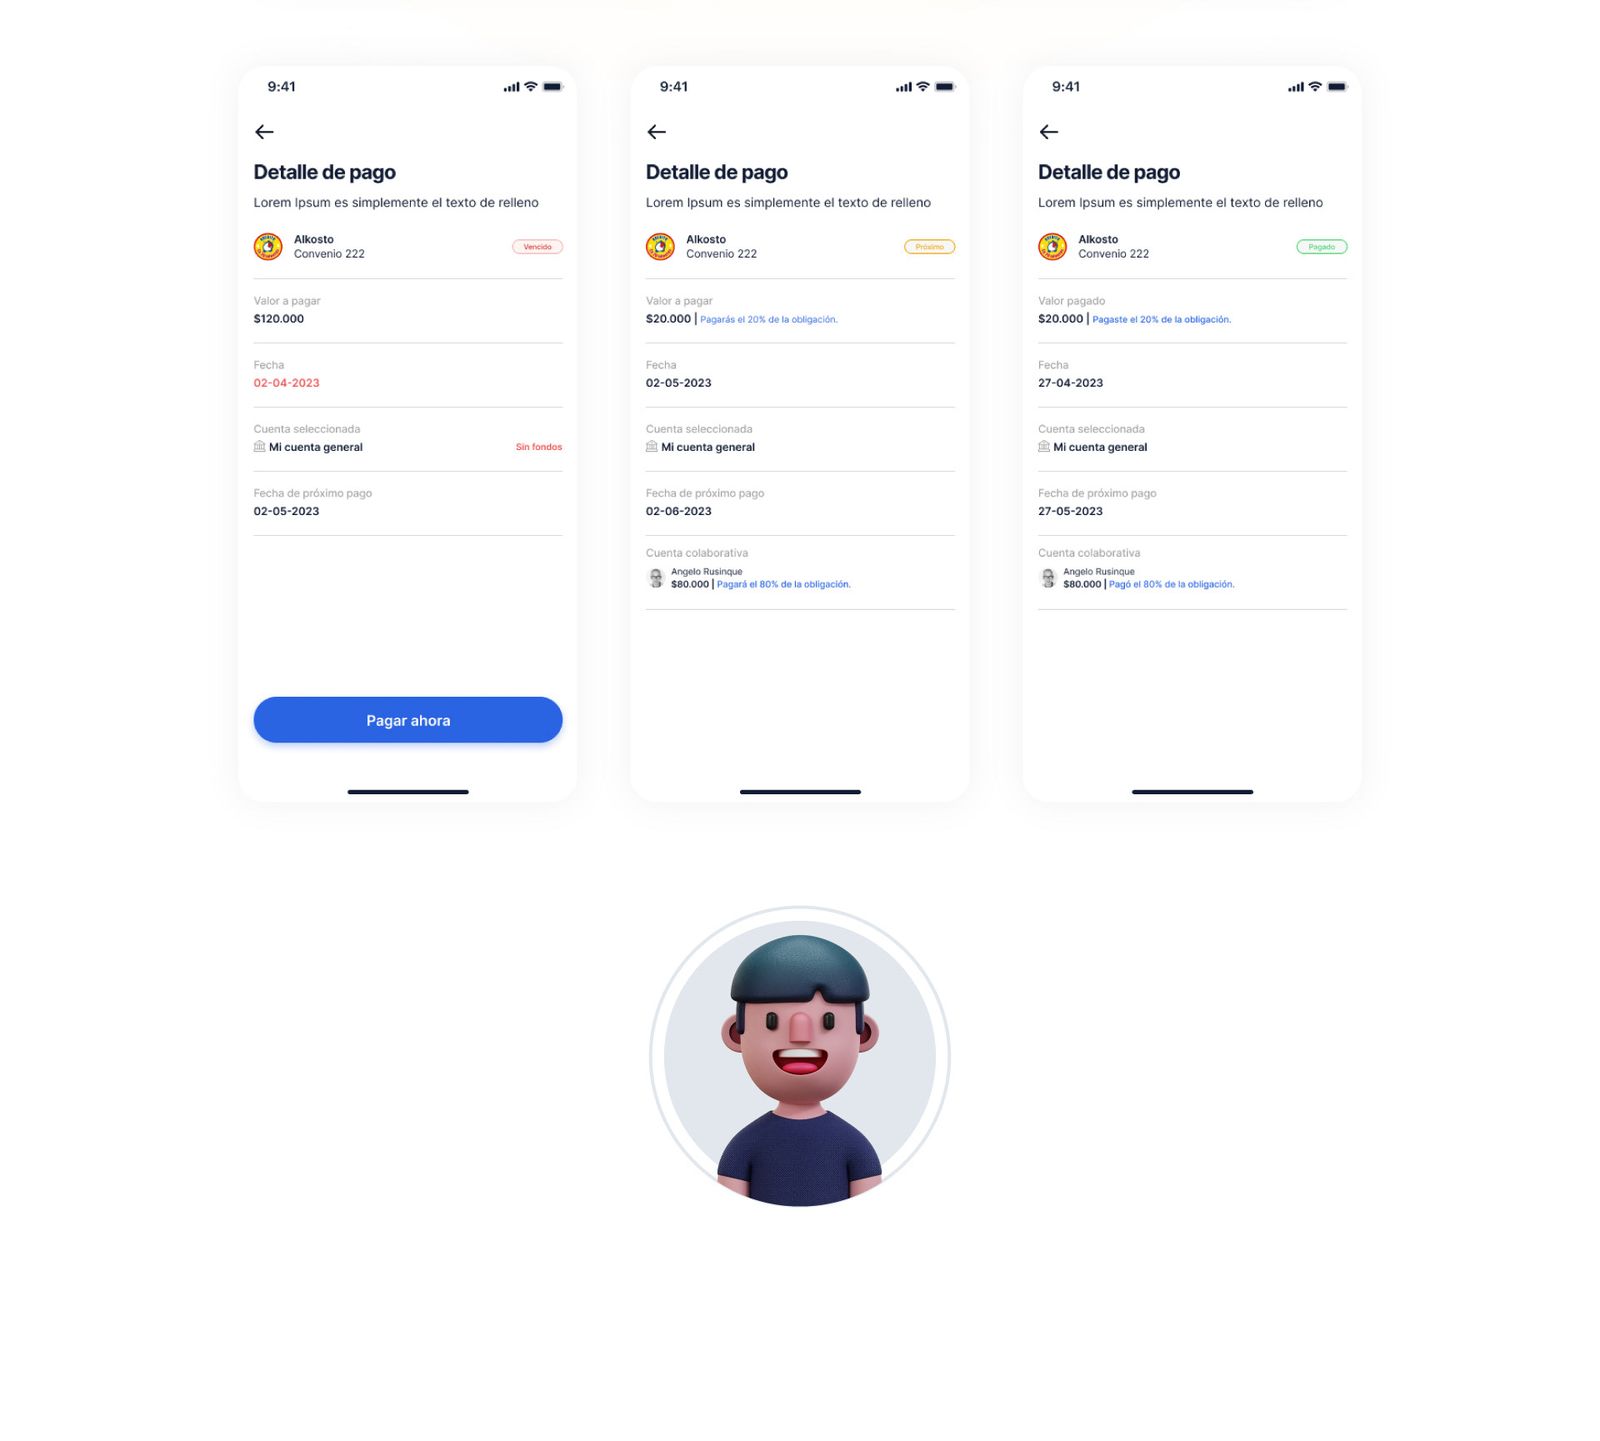 9:41
Detalle de pago
Lorem Ipsum es simplemente el texto de relleno
Alkosto
Convenio 222
Vencido
Valor a pagar
$120.000
Fecha
02-04-2023
Cuenta seleccionada
Mi cuenta general
Sin fondos
Fecha de próximo pago
02-05-2023
Pagar ahora
9:41
Detalle de pago
Lorem Ipsum es simplemente el texto de relleno
Alkosto
Convenio 222
Próximo
Valor a pagar
$20.000 | Pagarás el 20% de la obligación.
Fecha
02-05-2023
Cuenta seleccionada
Mi cuenta general
Fecha de próximo pago
02-06-2023
Cuenta colaborativa
Angelo Rusinque
$80.000 | Pagará el 80% de la obligación.
9:41
Detalle de pago
Lorem Ipsum es simplemente el texto de relleno
Alkosto
Convenio 222
Pagado
Valor pagado
$20.000 | Pagaste el 20% de la obligación.
Fecha
27-04-2023
Cuenta seleccionada
Mi cuenta general
Fecha de próximo pago
27-05-2023
Cuenta colaborativa
Angelo Rusinque
$80.000 | Pagó el 80% de la obligación.